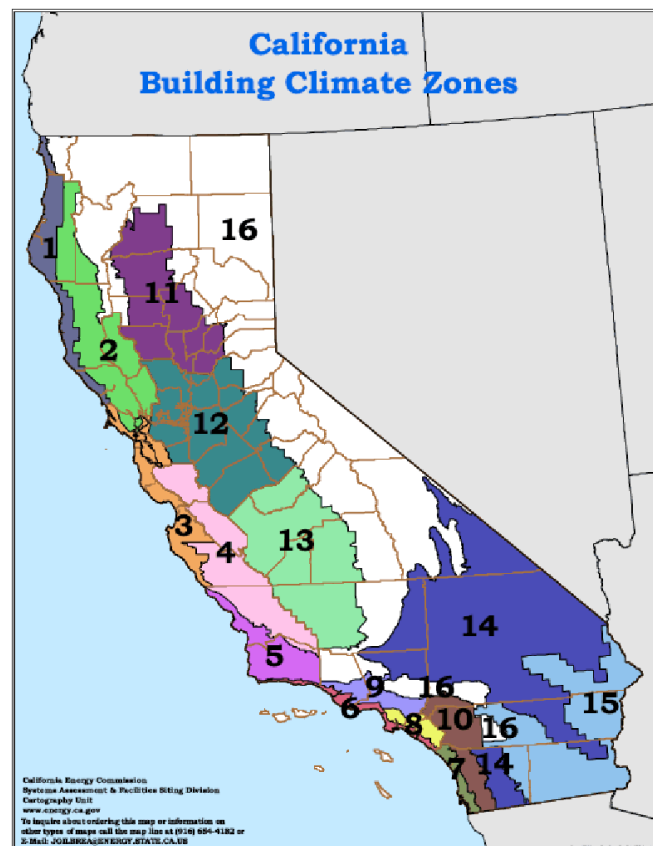 California
Building Climate Zones
16
1
11
2
12
3
4
13
14
5
9
16
15
6
8
10
16
7
14
California Energy Commission
Systems Assessment & Facilities Siting Division
Cartography Unit
www.energy.ca.gov
To inquire about ordering this map or information on
other types of maps call the map line at (916) 654-4182 or
E-Mail: JGILBREA@ENERGY.STATE.CA.US